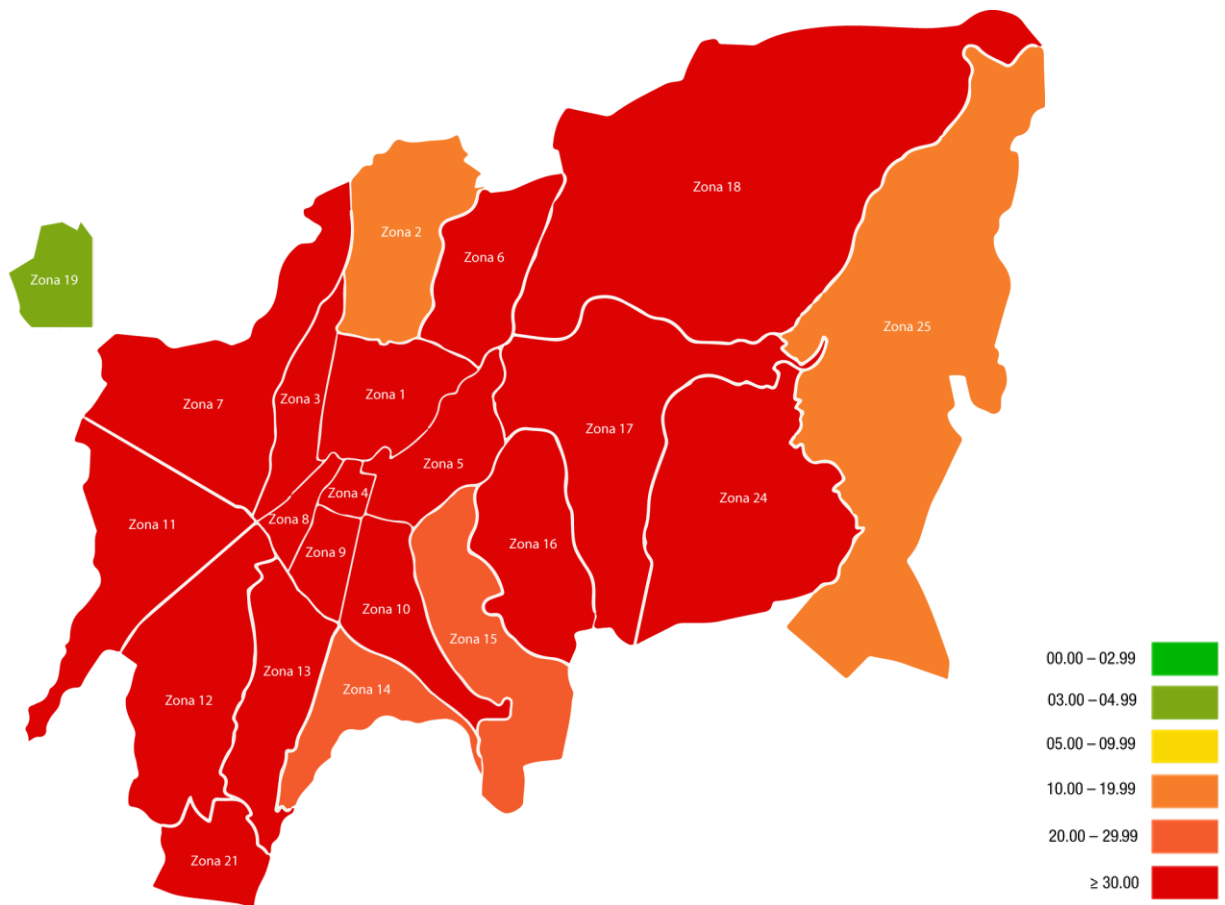 Zona 18
Zona 2
Zona 6
Zona 19
Zona 25
Zona 7
Zona 3
Zona 1
Zona 17
Zona 5
Zona 4
Zona 24
Zona 11
Zona 8
Zona 16
Zona 9
Zona 10
Zona 15
Zona 13
Zona 14
Zona 12
Zona 21
00.00 – 02.99
03.00 – 04.99
05.00 – 09.99
10.00 – 19.99
20.00 – 29.99
≥ 30.00